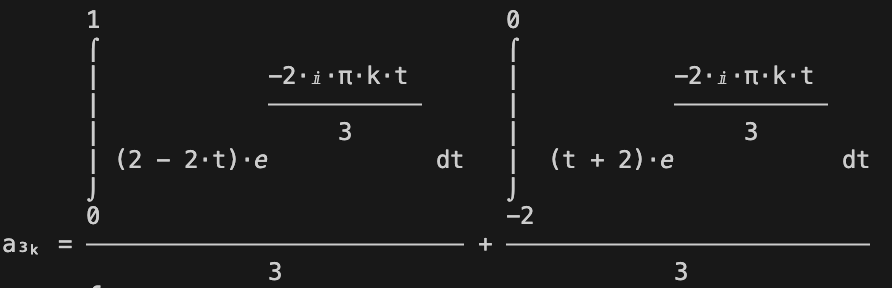 1 0
-2·ⅈ·π·k·t -2·ⅈ·π·k·t
3 3
(2 - 2·t)·e dt (t + 2)·e dt
0 -2
a₃ₖ = ∫ ──── + ∫ ────
3 3